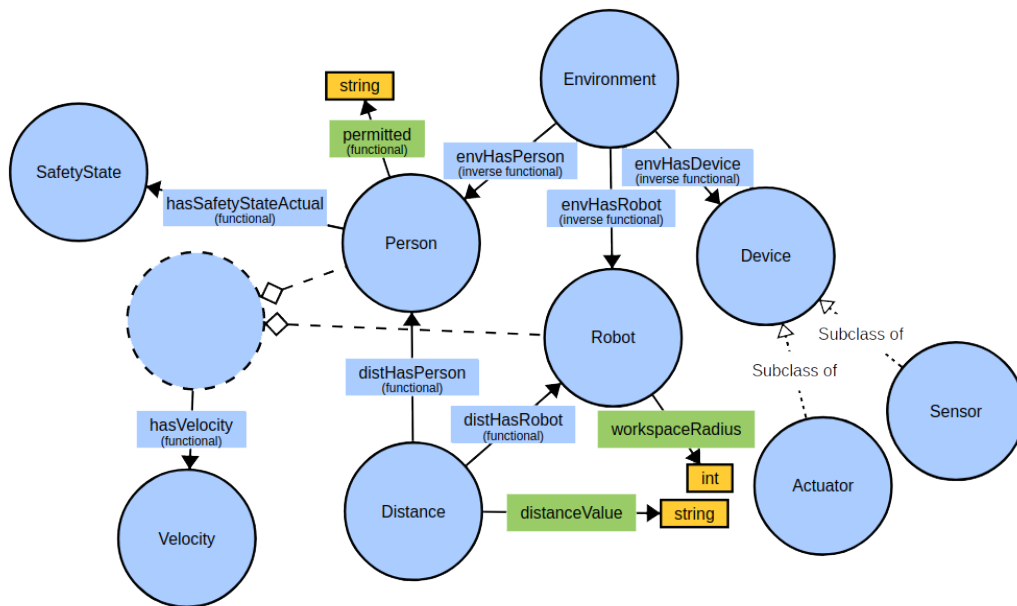 Environment
string
permitted
(functional)
envHasPerson
(inverse functional)
envHasDevice
(inverse functional)
SafetyState
hasSafetyStateActual
(functional)
envHasRobot
(inverse functional)
Person
Device
Robot
Subclass of
distHasPerson
(functional)
Subclass of
hasVelocity
(functional)
distHasRobot
(functional)
workspaceRadius
Sensor
int
Actuator
Distance
distanceValue
string
Velocity